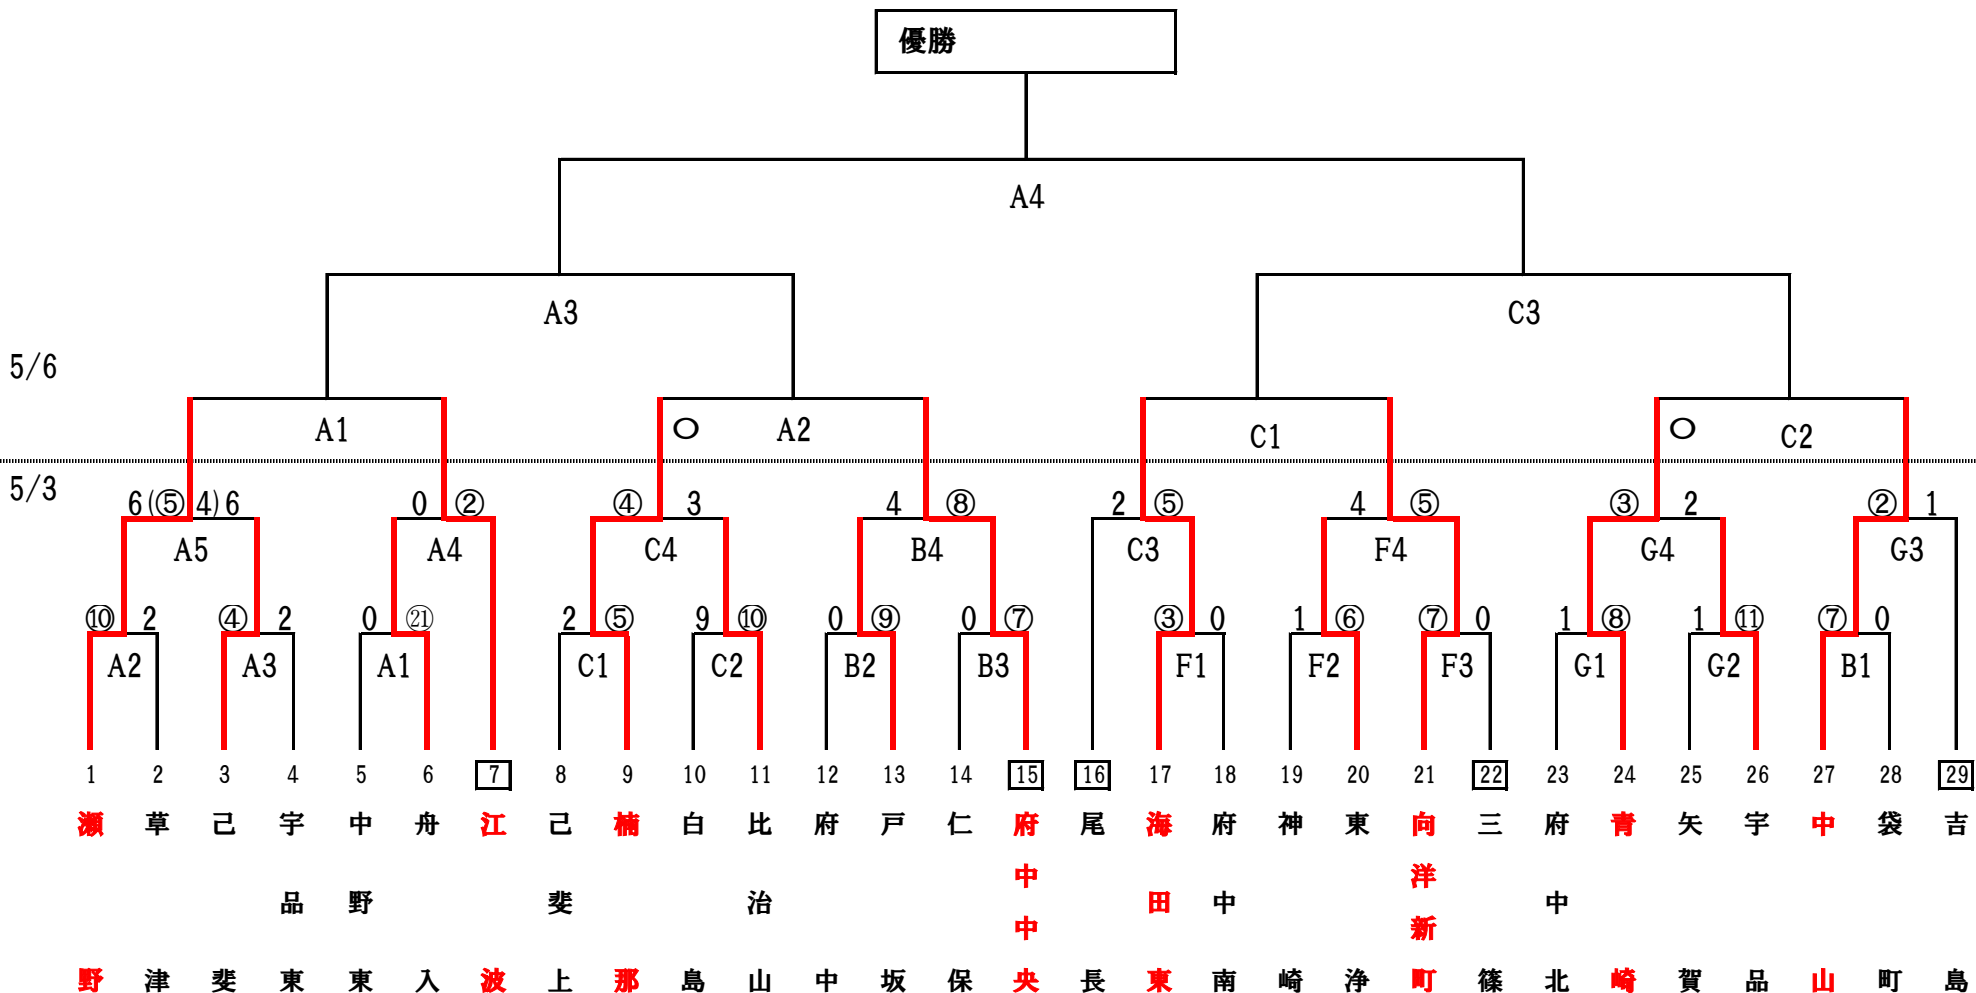 優勝
A4
A3 C3
5/6
A1 ○ A2 C1 ○ C2
5/3
6(⑤ 4)6 0 ② ④ 3 4 ⑧ 2 ⑤ 4 ⑤ ③ 2 ② 1
A5 A4 C4 B4 C3 F4 G4 G3
⑩ 2 ④ 2 0 ㉑ 2 ⑤ 9 ⑩ 0 ⑨ 0 ⑦ ③ 0 1 ⑥ ⑦ 0 1 ⑧ 1 ⑪ ⑦ 0
A2 A3 A1 C1 C2 B2 B3 F1 F2 F3 G1 G2 B1
1 2 3 4 5 6 7 8 9 10 11 12 13 14 15 16 17 18 19 20 21 22 23 24 25 26 27 28 29
瀬野
草津
己斐
宇品東
中野東
舟入
江波
己斐上
楠那
白島
比治山
府中
戸坂
仁保
府中中央
尾長
海田東
府中南
神崎
東浄
向洋新町
三篠
府中北
青崎
矢賀
宇品
中山
袋町
吉島